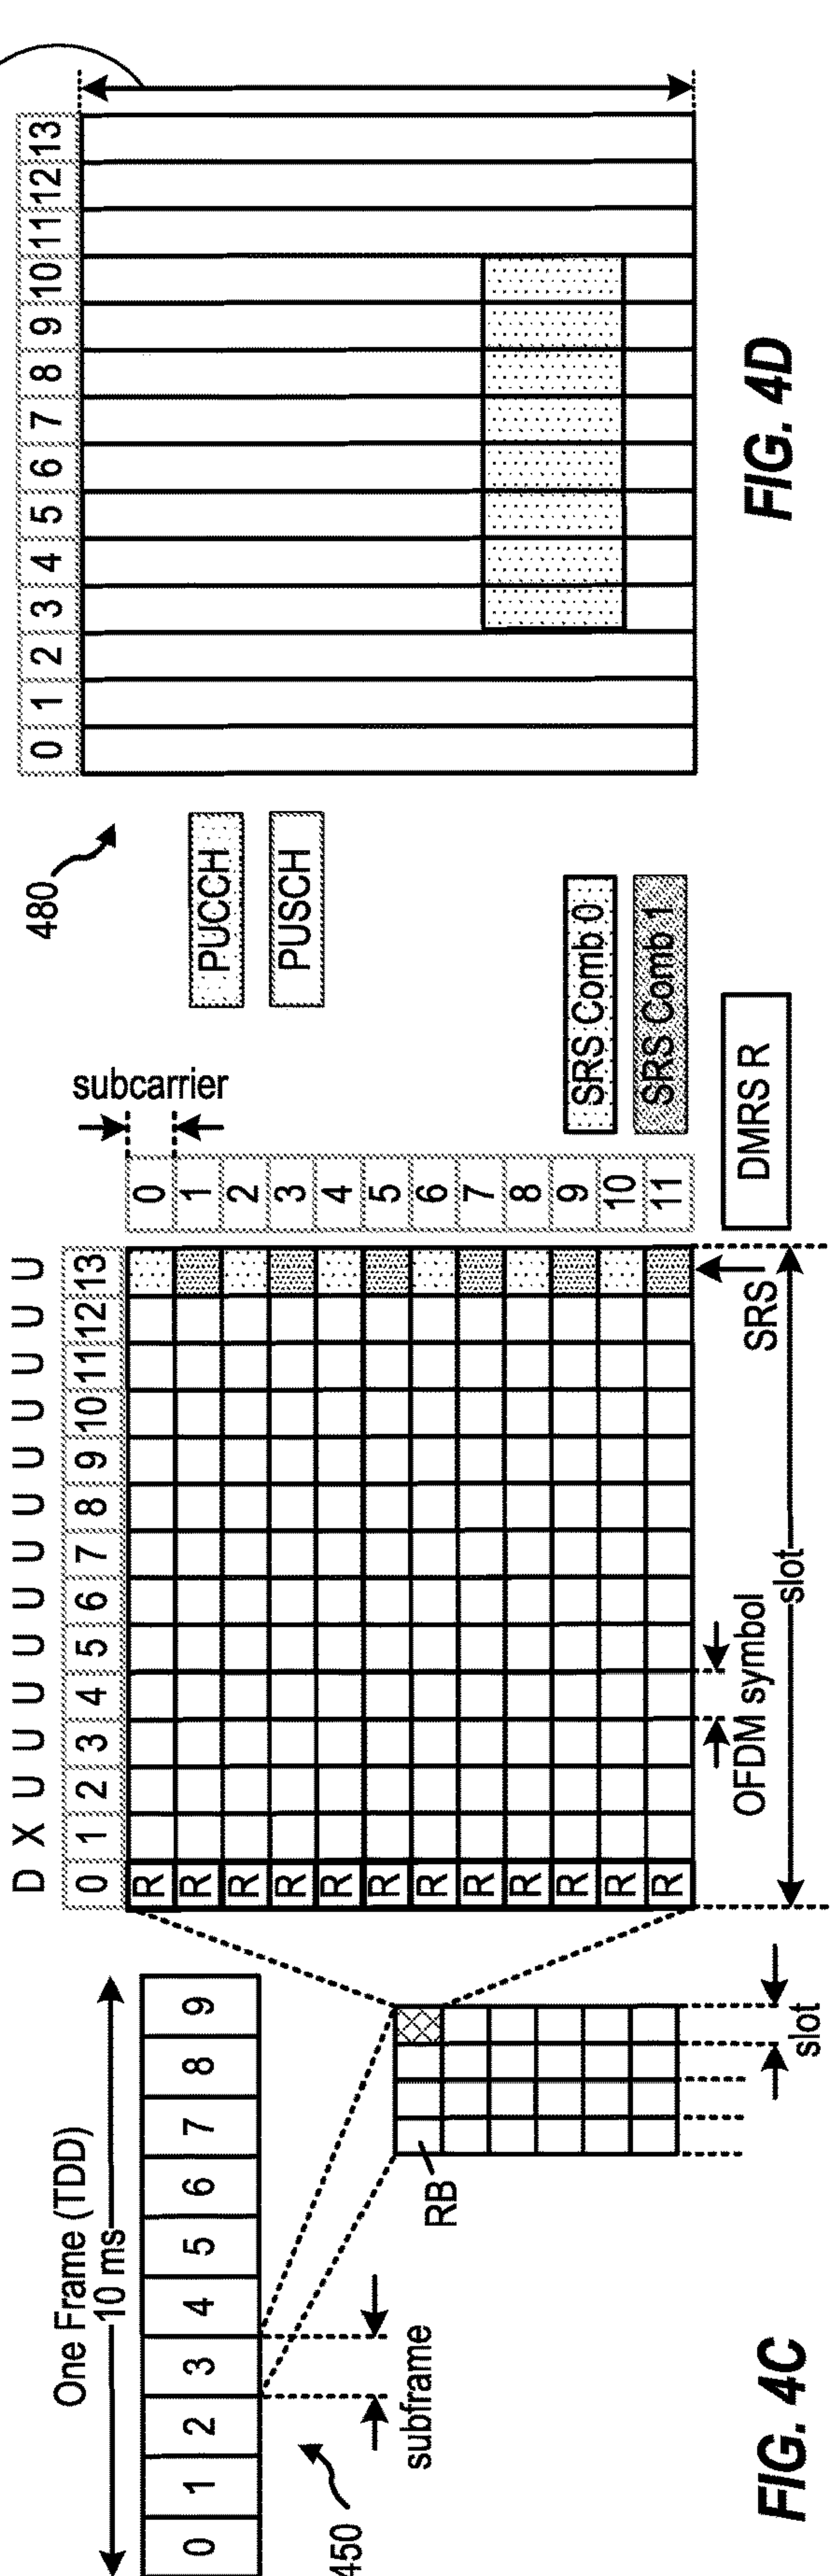 One Frame (TDD)
10 ms
0 1 2 3 4 5 6 7 8 9
subframe
450
RB
slot
FIG. 4C
D X U U U U U U U U U U U U
0 1 2 3 4 5 6 7 8 9 10 11 12 13
R
R
R
R
R
R
R
R
R
R
R
R
subcarrier
0
1
2
3
4
5
6
7
8
9
10
11
OFDM symbol
SRS
slot
480
PUCCH
PUSCH
SRS Comb 0
SRS Comb 1
DMRS R
0 1 2 3 4 5 6 7 8 9 10 11 12 13
FIG. 4D